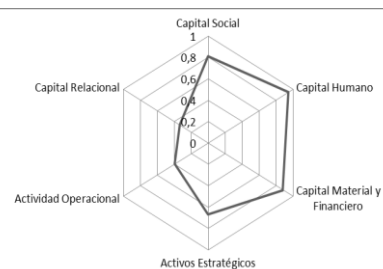 Capital Social
1
0,8
0,6
0,4
0,2
0
Capital Relacional
Capital Humano
Actividad Operacional
Capital Material y
Financiero
Activos Estratégicos